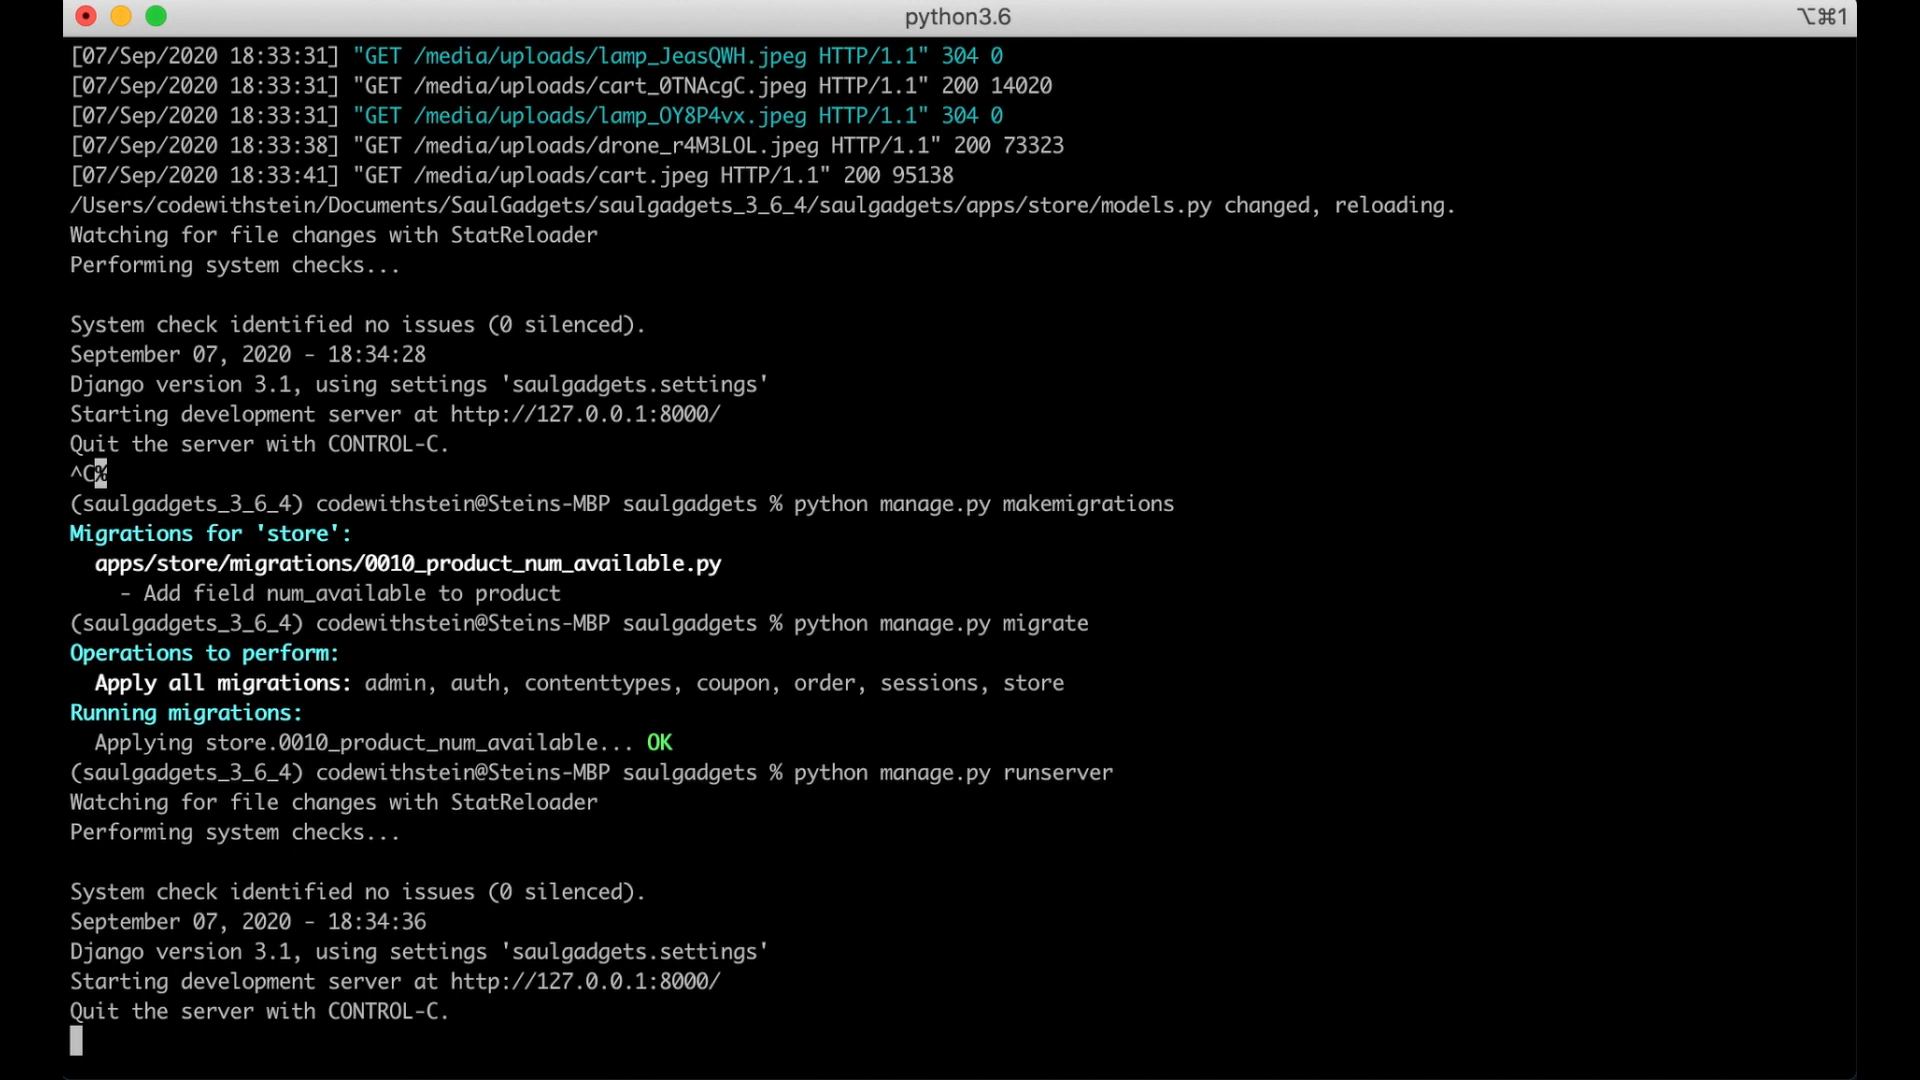 python3.6
⌥⌘1
[07/Sep/2020 18:33:31] "GET /media/uploads/lamp_JeasQWH.jpeg HTTP/1.1" 304 0
[07/Sep/2020 18:33:31] "GET /media/uploads/cart_0TNAcgC.jpeg HTTP/1.1" 200 14020
[07/Sep/2020 18:33:31] "GET /media/uploads/lamp_OY8P4vx.jpeg HTTP/1.1" 304 0
[07/Sep/2020 18:33:38] "GET /media/uploads/drone_r4M3LOL.jpeg HTTP/1.1" 200 73323
[07/Sep/2020 18:33:41] "GET /media/uploads/cart.jpeg HTTP/1.1" 200 95138
/Users/codewithstein/Documents/SaulGadgets/saulgadgets_3_6_4/saulgadgets/apps/store/models.py changed, reloading.
Watching for file changes with StatReloader
Performing system checks...
System check identified no issues (0 silenced).
September 07, 2020 - 18:34:28
Django version 3.1, using settings 'saulgadgets.settings'
Starting development server at http://127.0.0.1:8000/
Quit the server with CONTROL-C.
^C%
(saulgadgets_3_6_4) codewithstein@Steins-MBP saulgadgets % python manage.py makemigrations
Migrations for 'store':
apps/store/migrations/0010_product_num_available.py
- Add field num_available to product
(saulgadgets_3_6_4) codewithstein@Steins-MBP saulgadgets % python manage.py migrate
Operations to perform:
Apply all migrations: admin, auth, contenttypes, coupon, order, sessions, store
Running migrations:
Applying store.0010_product_num_available... OK
(saulgadgets_3_6_4) codewithstein@Steins-MBP saulgadgets % python manage.py runserver
Watching for file changes with StatReloader
Performing system checks...
System check identified no issues (0 silenced).
September 07, 2020 - 18:34:36
Django version 3.1, using settings 'saulgadgets.settings'
Starting development server at http://127.0.0.1:8000/
Quit the server with CONTROL-C.